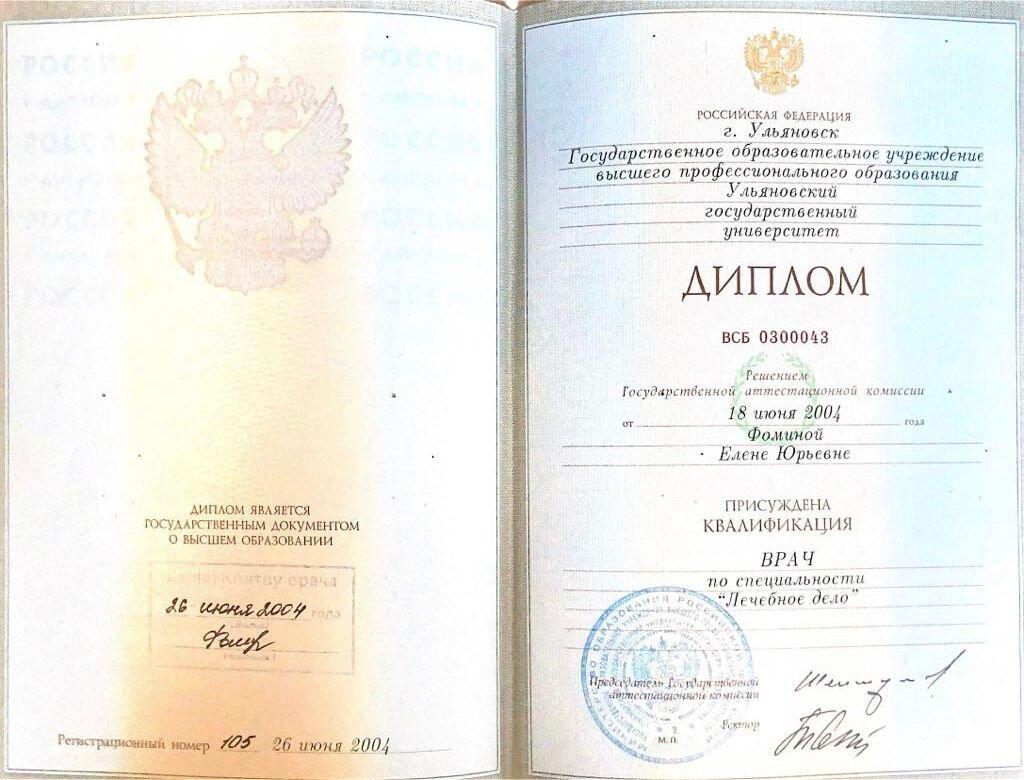 ДИПЛОМ ЯВЛЯЕТСЯ
ГОСУДАРСТВЕННЫМ ДОКУМЕНТОМ
О ВЫСШЕМ ОБРАЗОВАНИИ
клятву врача
26 июня 2004 года
Регистрационный номер 105 26 июня 2004
РОССИЙСКАЯ ФЕДЕРАЦИЯ
г. Ульяновск
Государственное образовательное учреждение
высшего профессионального образования
Ульяновский
государственный
университет
ДИПЛОМ
ВСБ 0300043
Решением
Государственной аттестационной комиссии
от 18 июня 2004 года
Фоминой
Елене Юрьевне
ПРИСУЖДЕНА
КВАЛИФИКАЦИЯ
ВРАЧ
по специальности
"Лечебное дело"
Председатель Государственной
аттестационной комиссии
Ректор
М.П.